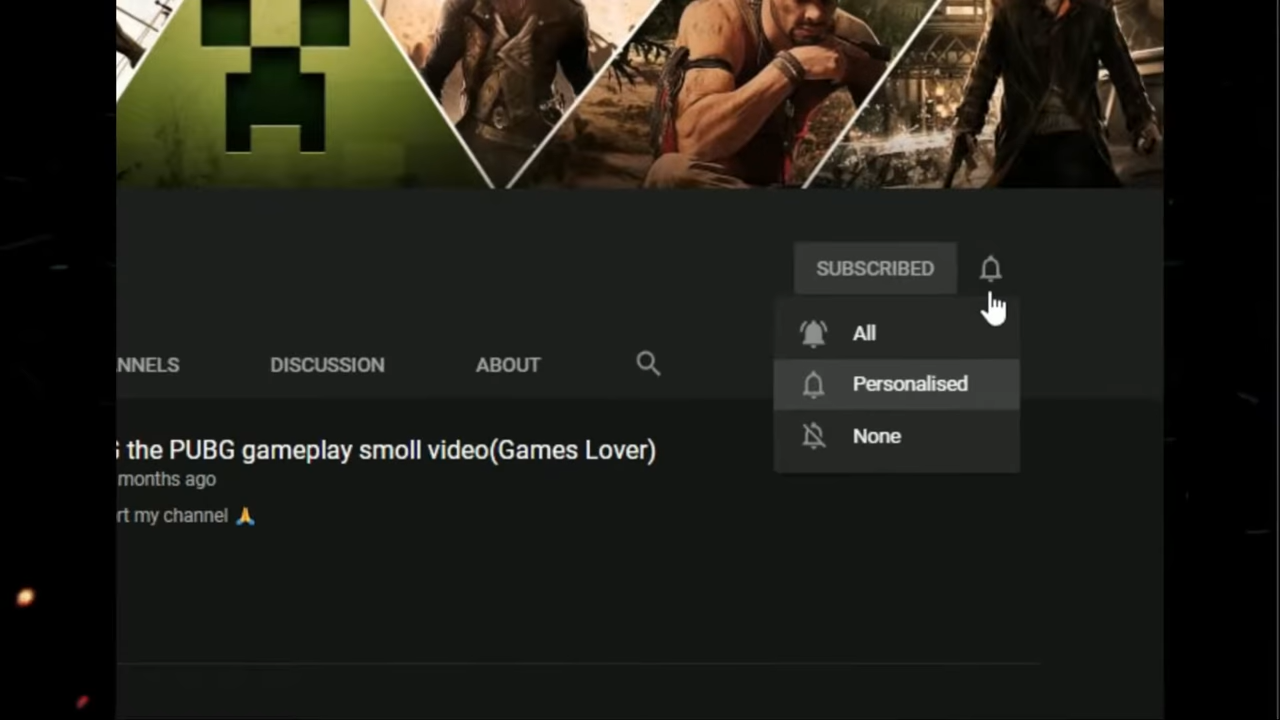 SUBSCRIBED
All
NNELS DISCUSSION ABOUT
Personalised
None
the PUBG gameplay smoll video(Games Lover)
months ago
rt my channel 🙏